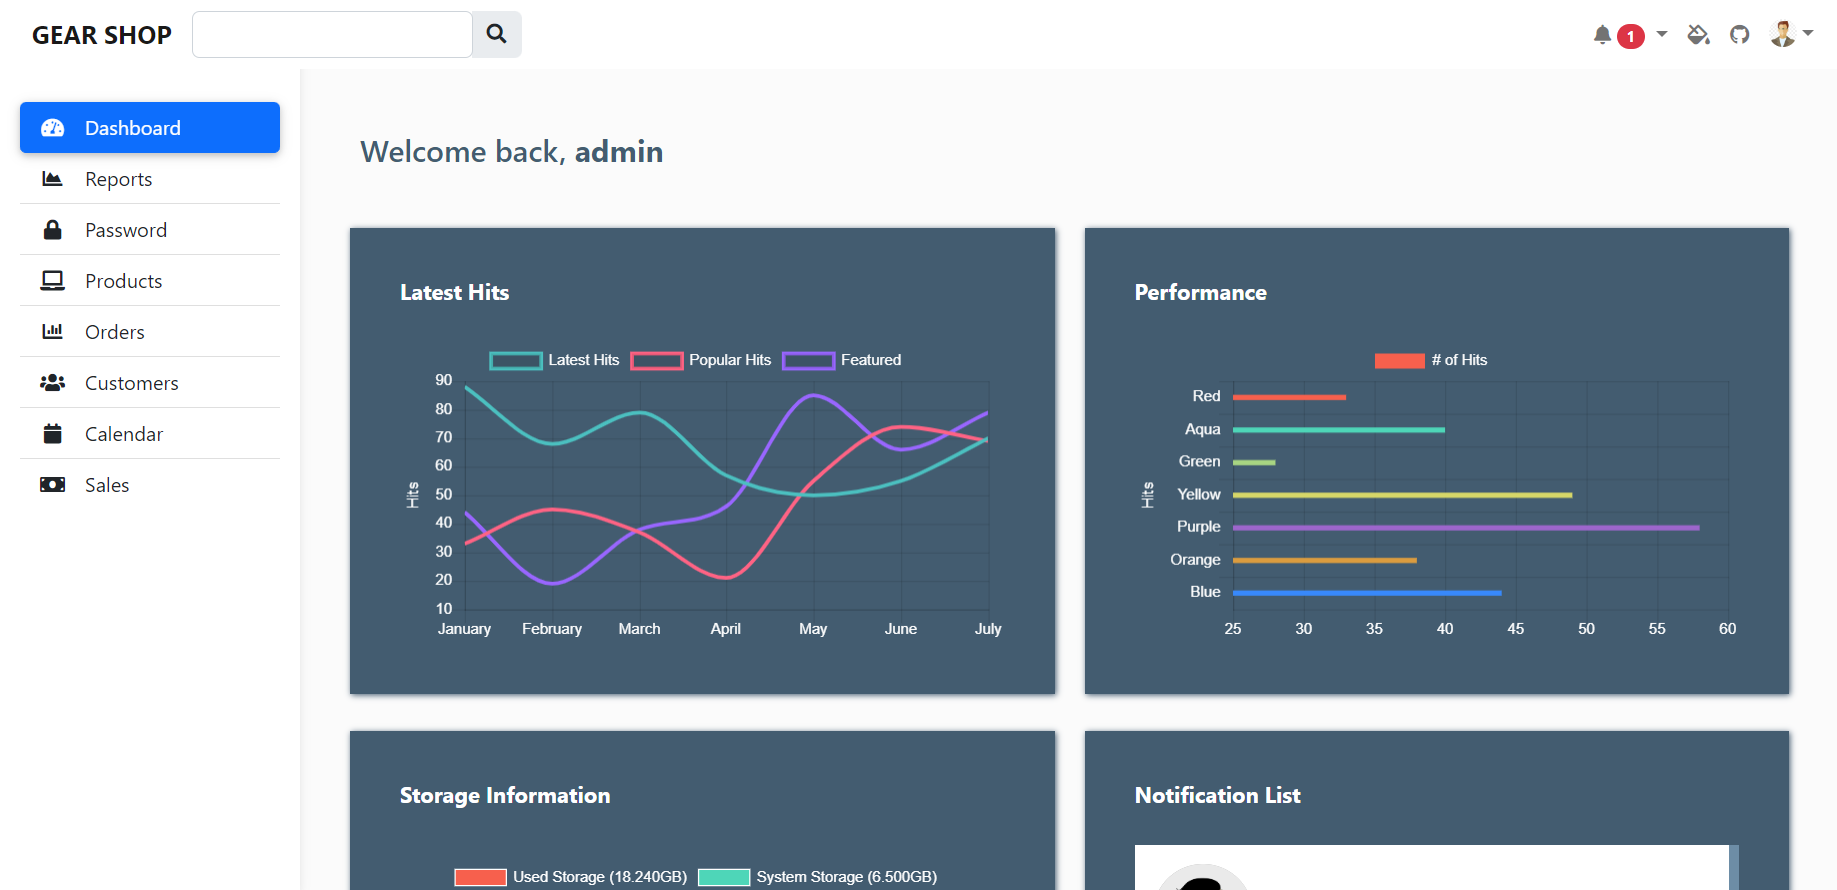 GEAR SHOP
1
Dashboard
Reports
Password
Products
Orders
Customers
Calendar
Sales
Welcome back, admin
Latest Hits
Latest Hits Popular Hits Featured
90
80
70
60
50
40
30
20
10
Hits
January February March April May June July
Performance
# of Hits
Red
Aqua
Green
Yellow
Purple
Orange
Blue
Hits
25 30 35 40 45 50 55 60
Storage Information
Used Storage (18.240GB) System Storage (6.500GB)
Notification List